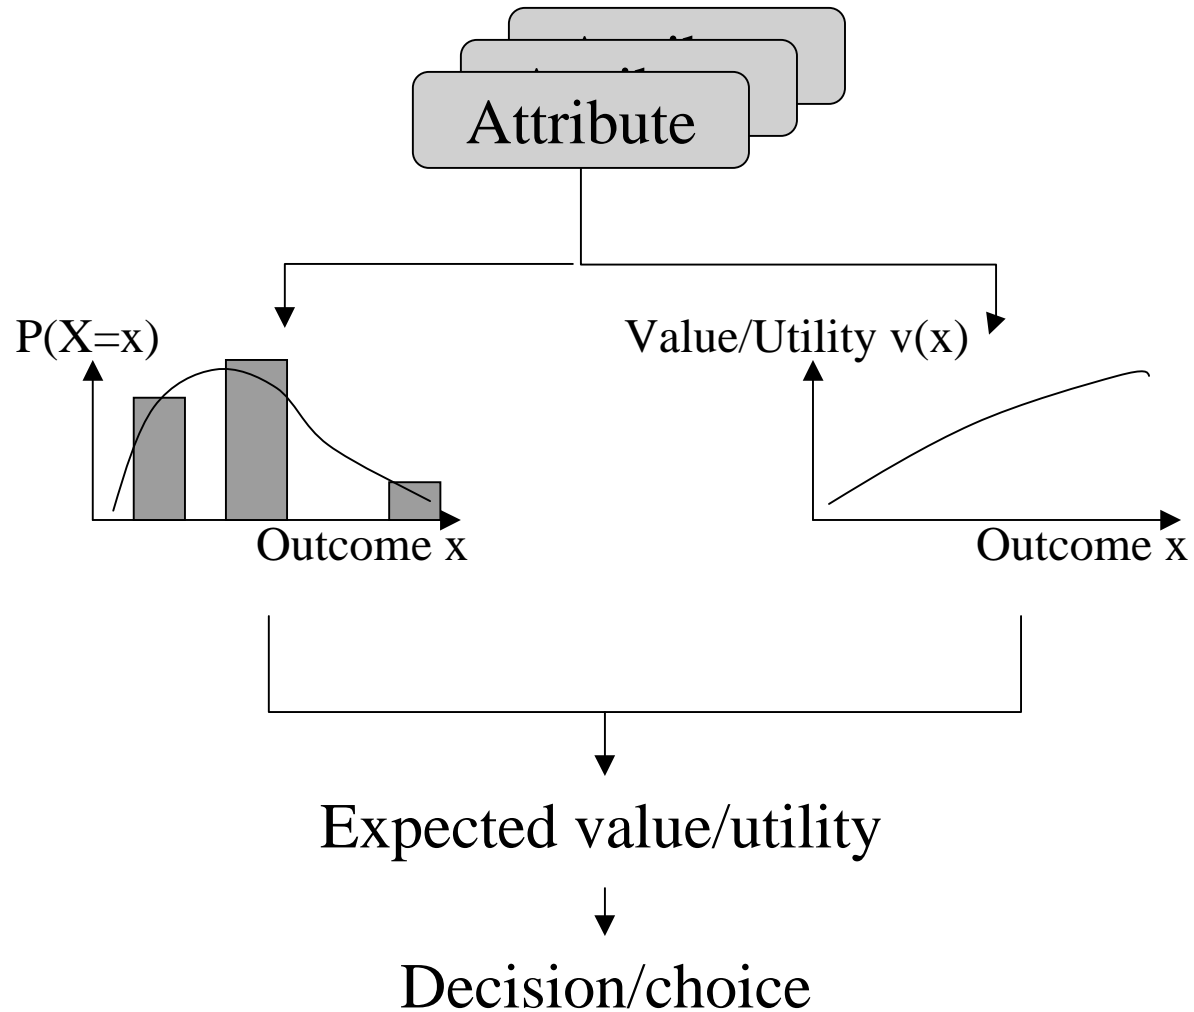 Attribute
P(X=x)
Value/Utility v(x)
Outcome x
Outcome x
Expected value/utility
Decision/choice